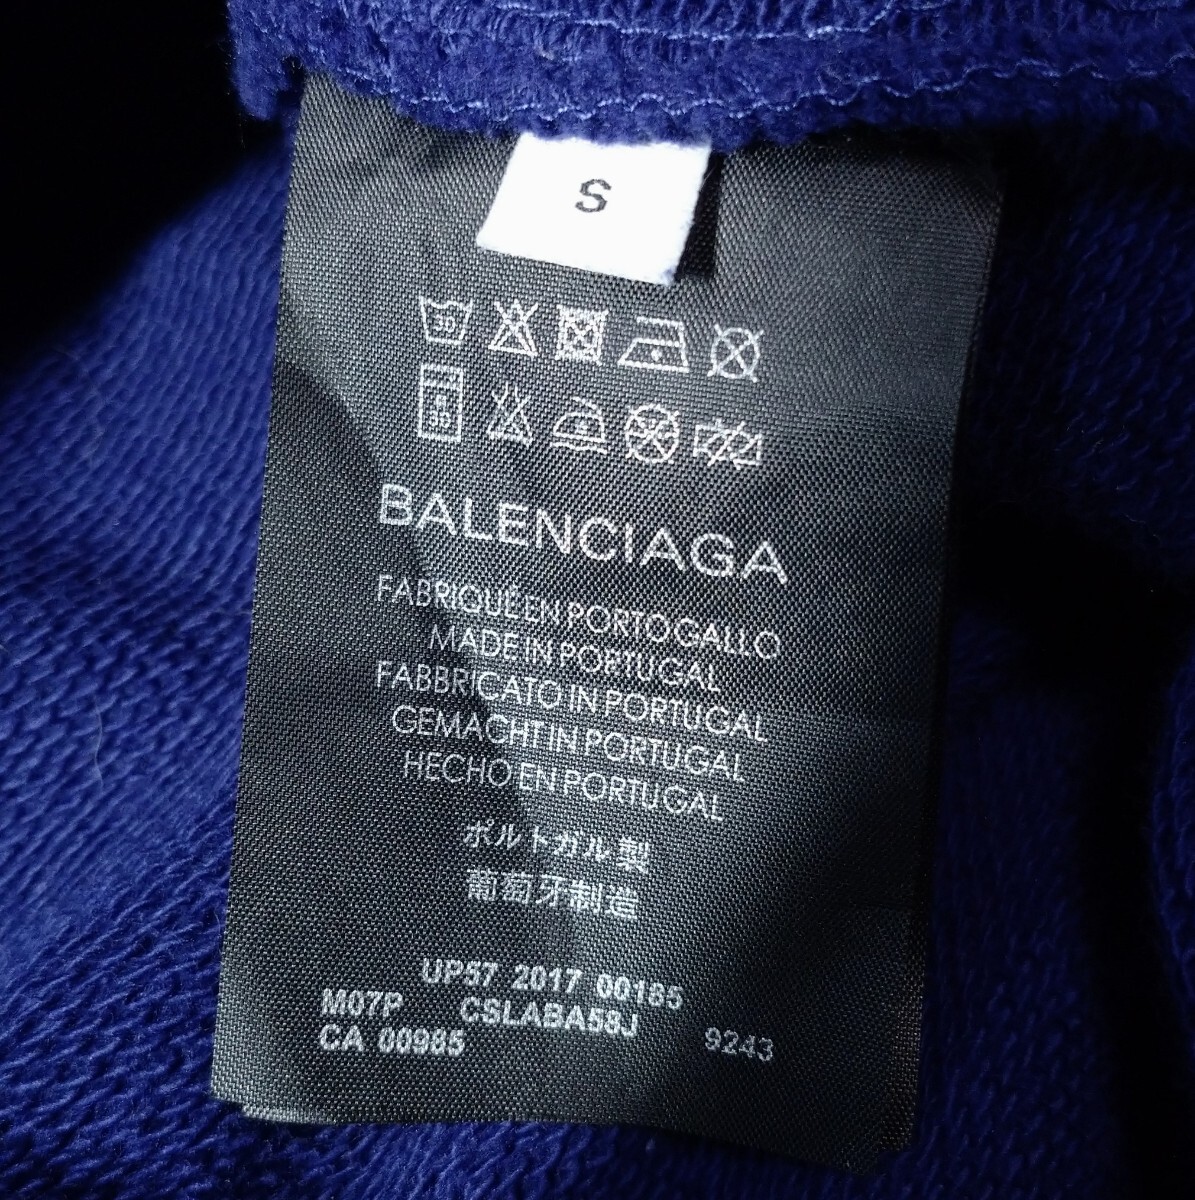 S
30
BALENCIAGA
FABRIQUÉ EN PORTOGALLO
MADE IN PORTUGAL
FABBRICATO IN PORTUGAL
GEMACHT IN PORTUGAL
HECHO EN PORTUGAL
ポルトガル製
葡萄牙制造
UP57 2017 00185
M07P CSLABA58J
CA 00985 9243